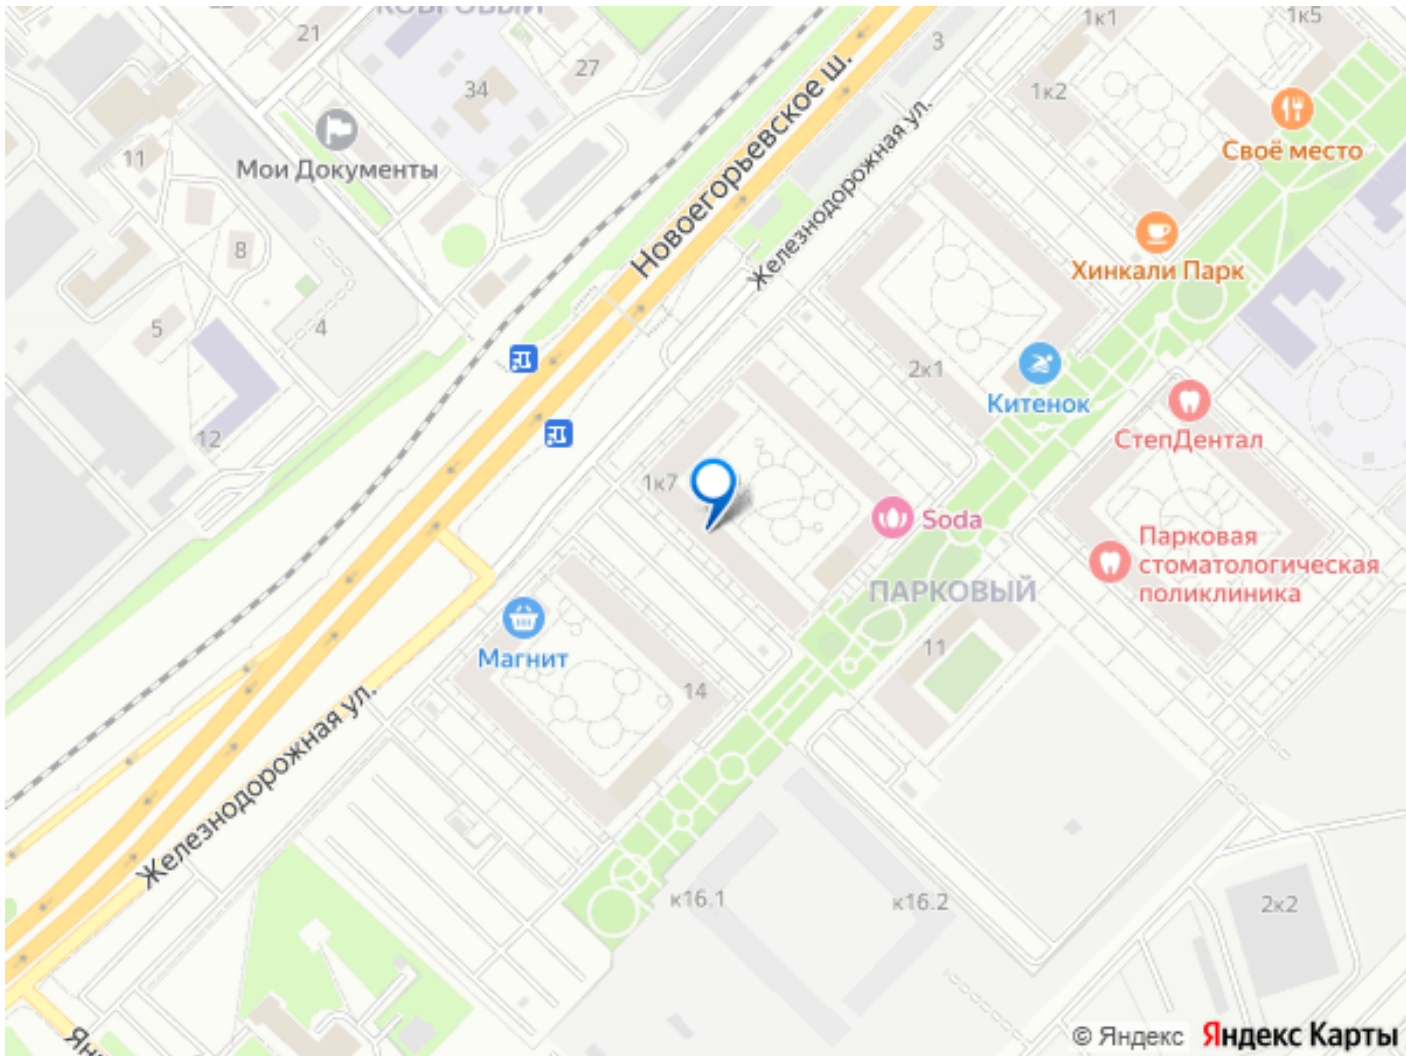 КОВРОВЫЙ
1к1
1к5
21
3
27
34
1к2
Новоегорьевское ш.
Железнодорожная ул.
Своё место
11
Мои Документы
8
Хинкали Парк
5
4
2к1
Китенок
12
СтепДентал
1к7
Soda
Парковая
стоматологическая
поликлиника
ПАРКОВЫЙ
Магнит
11
14
Железнодорожная ул.
к16.1
к16.2
2к2
© Яндекс Яндекс Карты